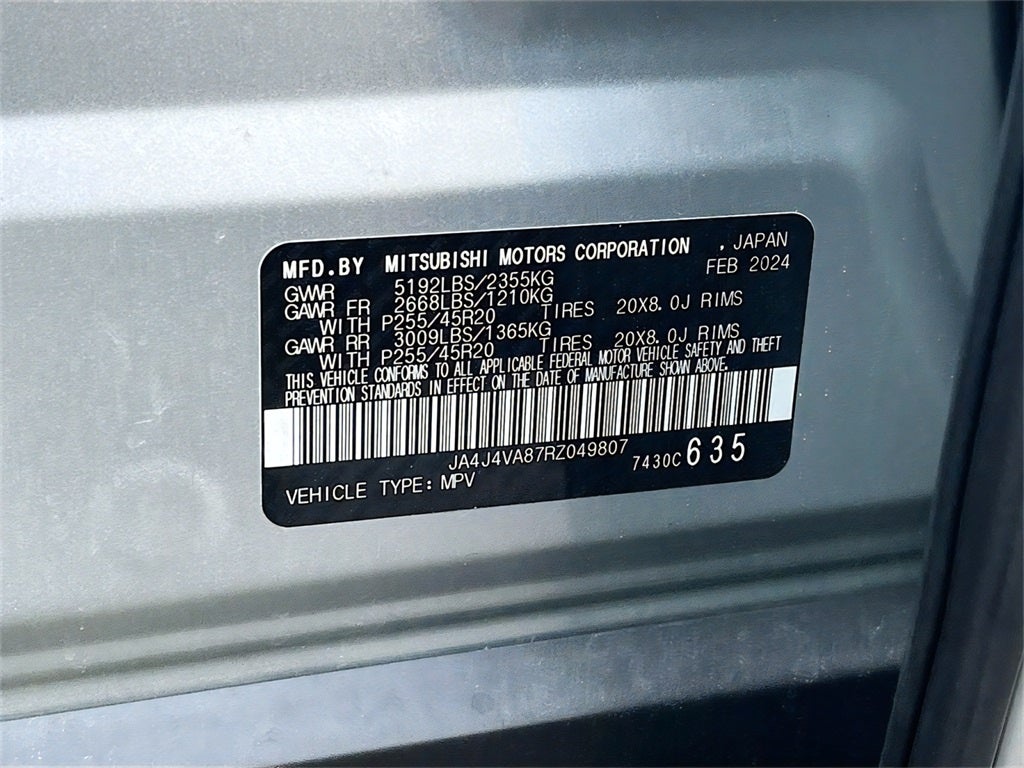 MFD.BY MITSUBISHI MOTORS CORPORATION , JAPAN
GVWR 5192LBS/2355KG FEB 2024
GAWR FR 2668LBS/1210KG
WITH P255/45R20 TIRES 20X8.0J RIMS
GAWR RR 3009LBS/1365KG
WITH P255/45R20 TIRES 20X8.0J RIMS
THIS VEHICLE CONFORMS TO ALL APPLICABLE FEDERAL MOTOR VEHICLE SAFETY AND THEFT
PREVENTION STANDARDS IN EFFECT ON THE DATE OF MANUFACTURE SHOWN ABOVE.
JA4J4VA87RZ049807 7430C 635
VEHICLE TYPE: MPV